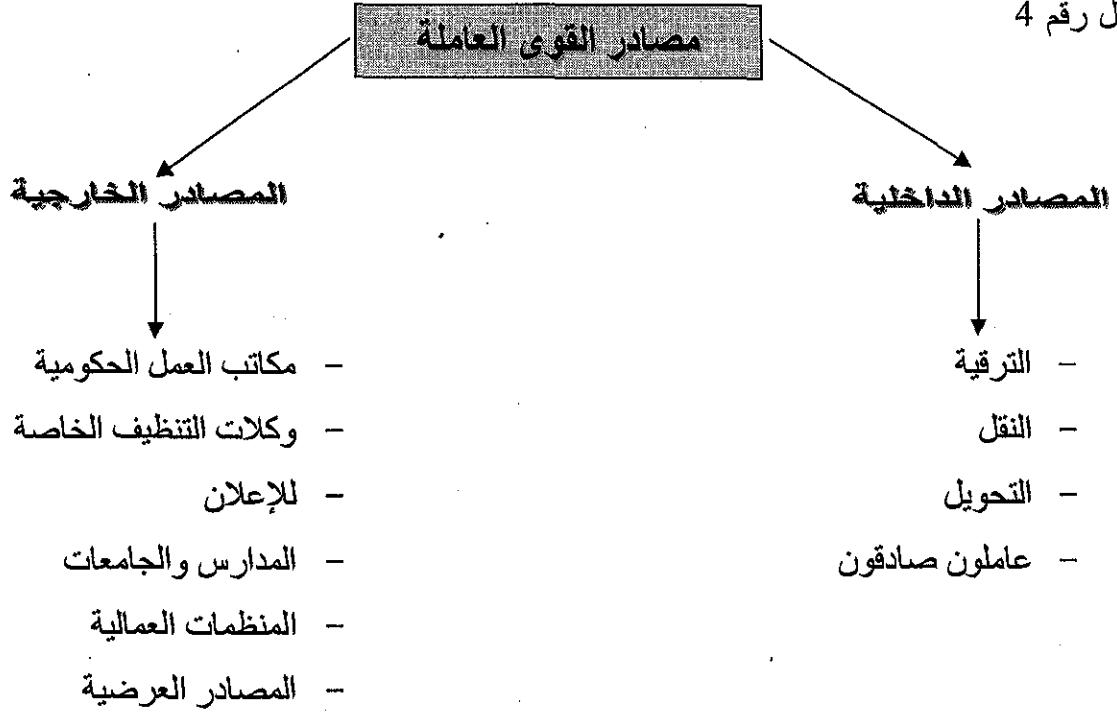 ل رقم 4
مصادر القوى العاملة
المصادر الداخلية
- الترقية
- النقل
- التحويل
- عاملون صادقون
المصادر الخارجية
- مكاتب العمل الحكومية
- وكلات التنظيف الخاصة
- للإعلان
- المدارس والجامعات
- المنظمات العمالية
- المصادر العرضية